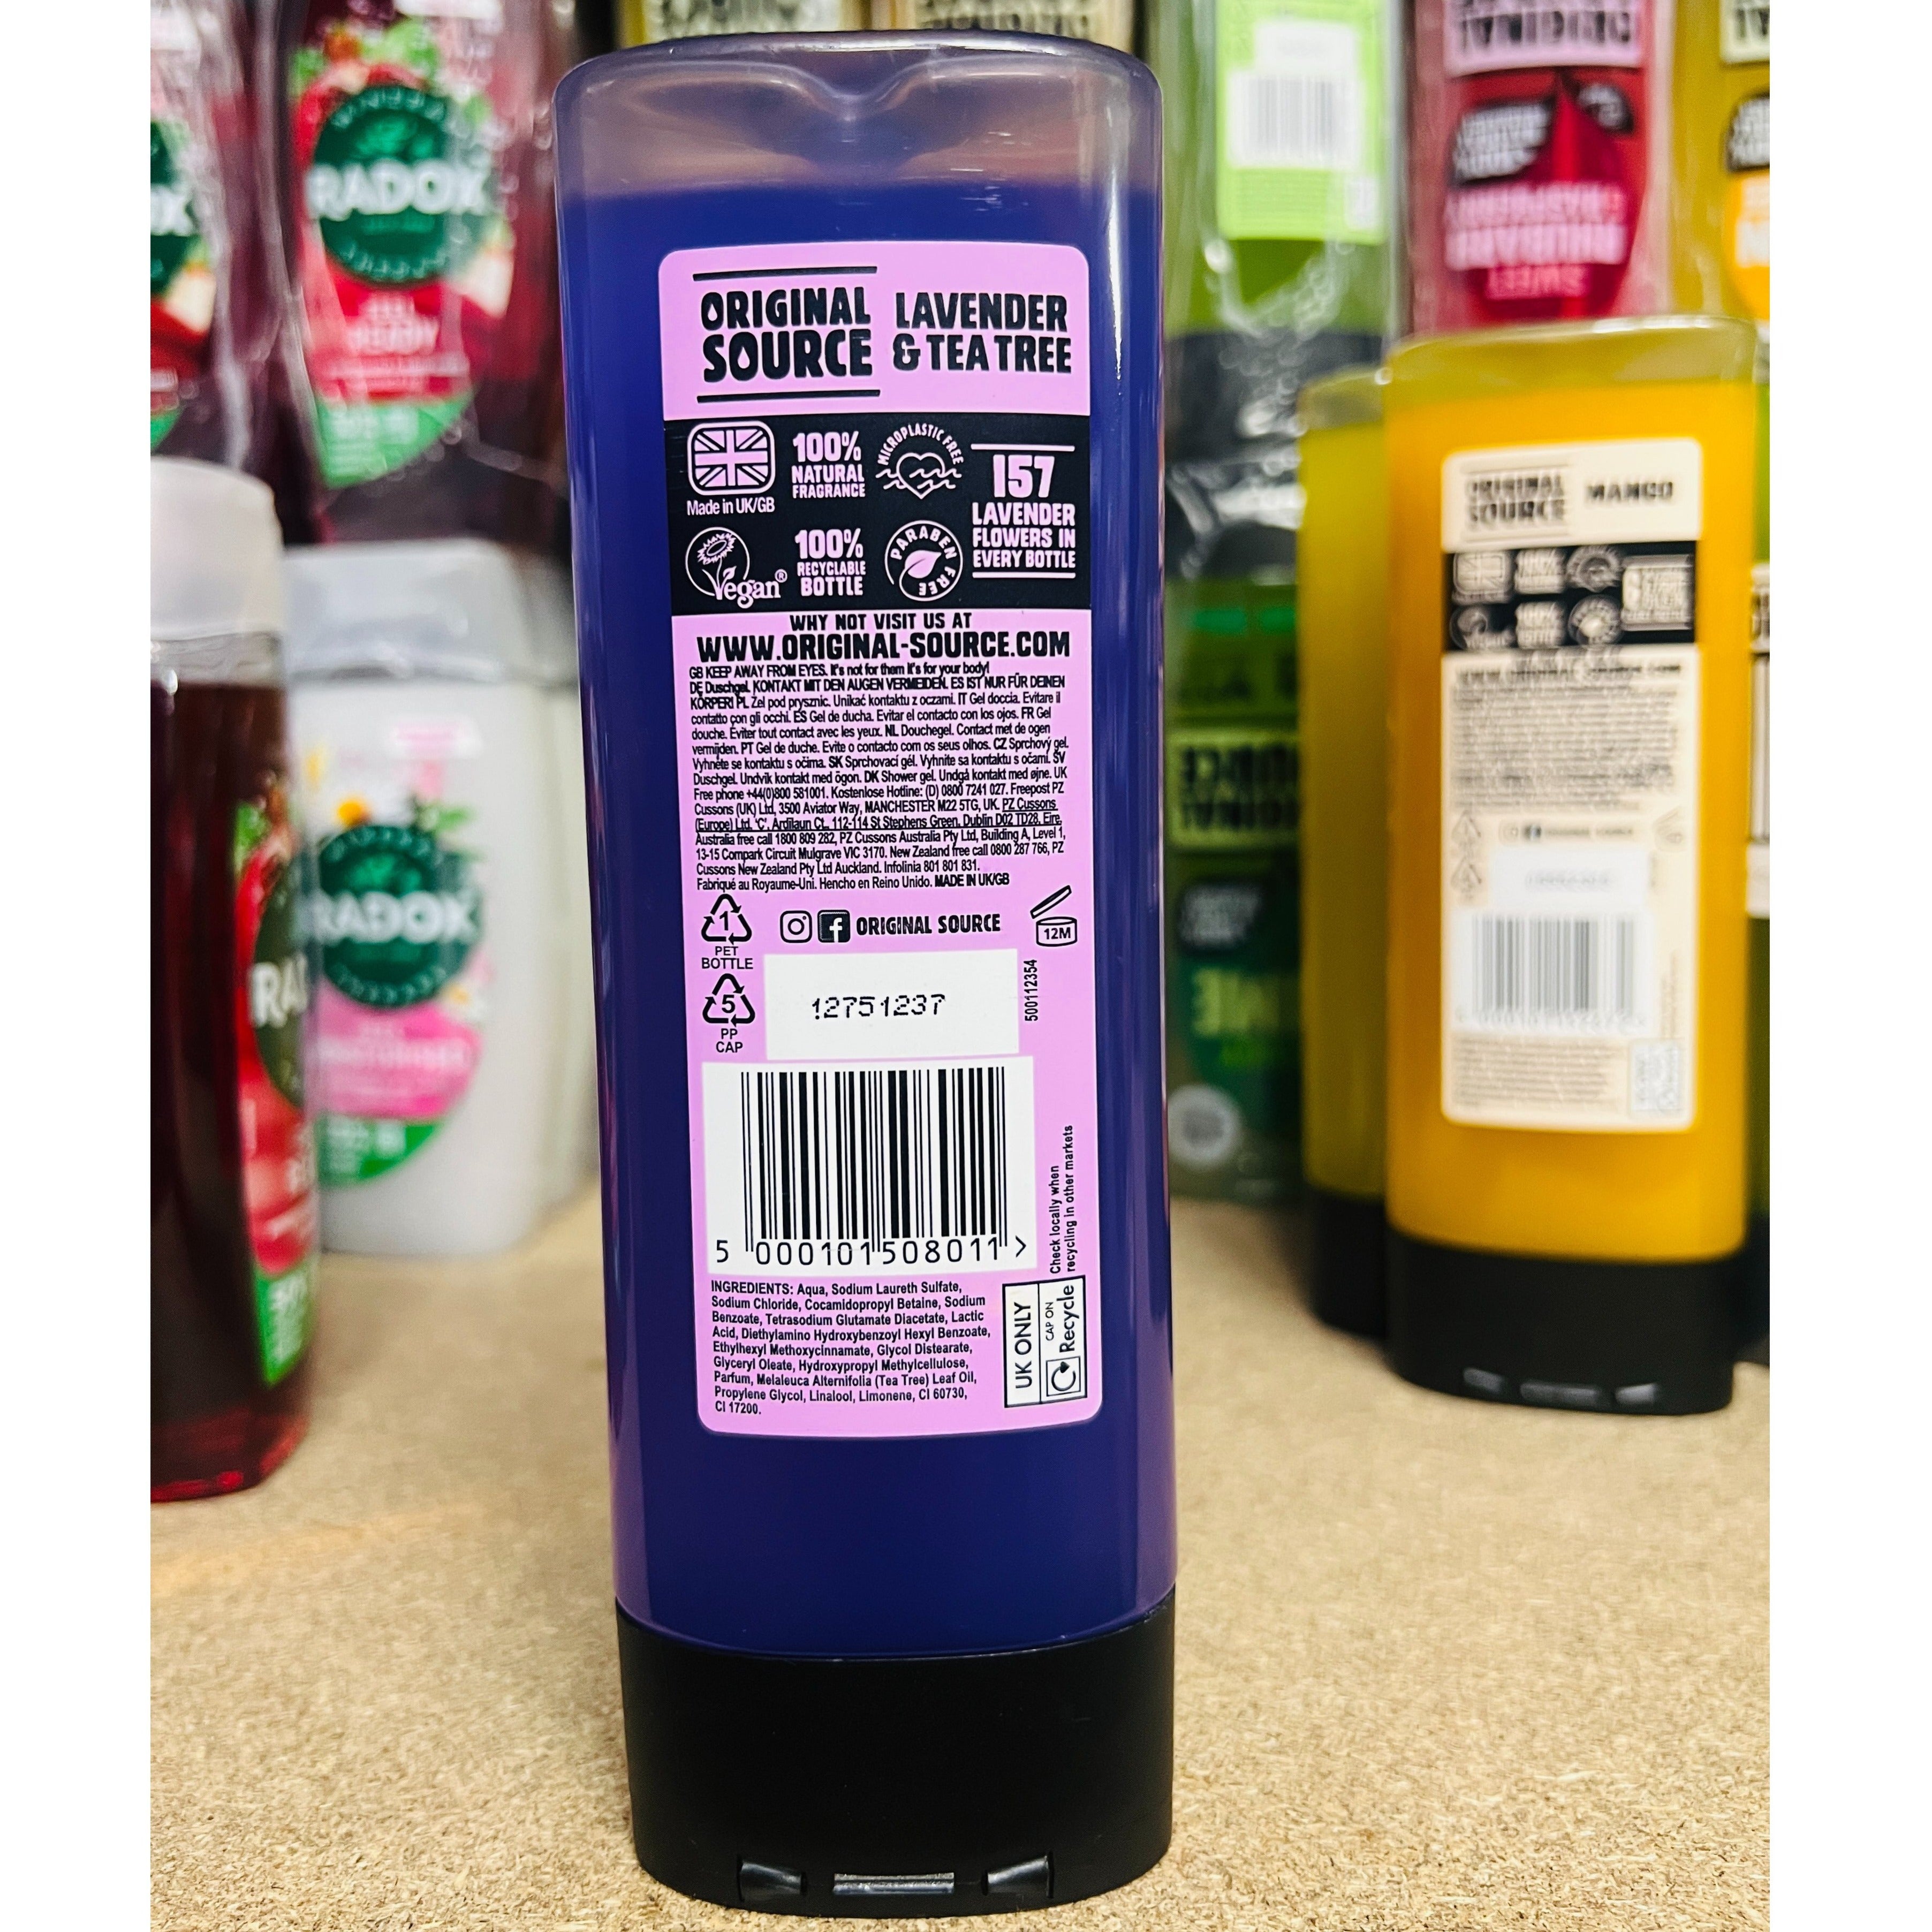 ORIGINAL
SOURCE
LAVENDER
& TEA TREE
Made in UK/GB
100%
NATURAL
FRAGRANCE
MICROPLASTIC FREE
157
LAVENDER
FLOWERS IN
EVERY BOTTLE
Vegan®
100%
RECYCLABLE
BOTTLE
PARABEN FREE
WHY NOT VISIT US AT
WWW.ORIGINAL-SOURCE.COM
GB KEEP AWAY FROM EYES. It's not for them it's for your body!
DE Duschgel. KONTAKT MIT DEN AUGEN VERMEIDEN. ES IST NUR FÜR DEINEN
KÖRPER! PL Żel pod prysznic. Unikać kontaktu z oczami. IT Gel doccia. Evitare il
contatto con gli occhi. ES Gel de ducha. Evitar el contacto con los ojos. FR Gel
douche. Éviter tout contact avec les yeux. NL Douchegel. Contact met de ogen
vermijden. PT Gel de duche. Evite o contacto com os seus olhos. CZ Sprchový gel.
Vyhněte se kontaktu s očima. SK Sprchovací gél. Vyhnite sa kontaktu s očami. SV
Duschgel. Undvik kontakt med ögon. DK Shower gel. Undgå kontakt med øjne. UK
Free phone +44(0)800 581001. Kostenlose Hotline: (D) 0800 7241 027. Freepost PZ
Cussons (UK) Ltd, 3500 Aviator Way, MANCHESTER M22 5TG, UK. PZ Cussons
(Europe) Ltd. 'C', Ardilaun Ct., 112-114 St Stephens Green, Dublin D02 TD28, Eire.
Australia free call 1800 809 282, PZ Cussons Australia Pty Ltd, Building A, Level 1,
13-15 Compark Circuit Mulgrave VIC 3170. New Zealand free call 0800 287 766, PZ
Cussons New Zealand Pty Ltd Auckland. Infolinia 801 801 831.
Fabriqué au Royaume-Uni. Hencho en Reino Unido. MADE IN UK/GB
1
PET
BOTTLE
ORIGINAL SOURCE
12M
5
PP
CAP
12751237
500112354
5 000101 508011 >
Check locally when
recycling in other markets
INGREDIENTS: Aqua, Sodium Laureth Sulfate,
Sodium Chloride, Cocamidopropyl Betaine, Sodium
Benzoate, Tetrasodium Glutamate Diacetate, Lactic
Acid, Diethylamino Hydroxybenzoyl Hexyl Benzoate,
Ethylhexyl Methoxycinnamate, Glycol Distearate,
Glyceryl Oleate, Hydroxypropyl Methylcellulose,
Parfum, Melaleuca Alternifolia (Tea Tree) Leaf Oil,
Propylene Glycol, Linalool, Limonene, CI 60730,
CI 17200.
UK ONLY
CAP ON
Recycle
RADOX
RADOX
ORIGINAL
SOURCE
MANGO
WWW.ORIGINAL-SOURCE.COM